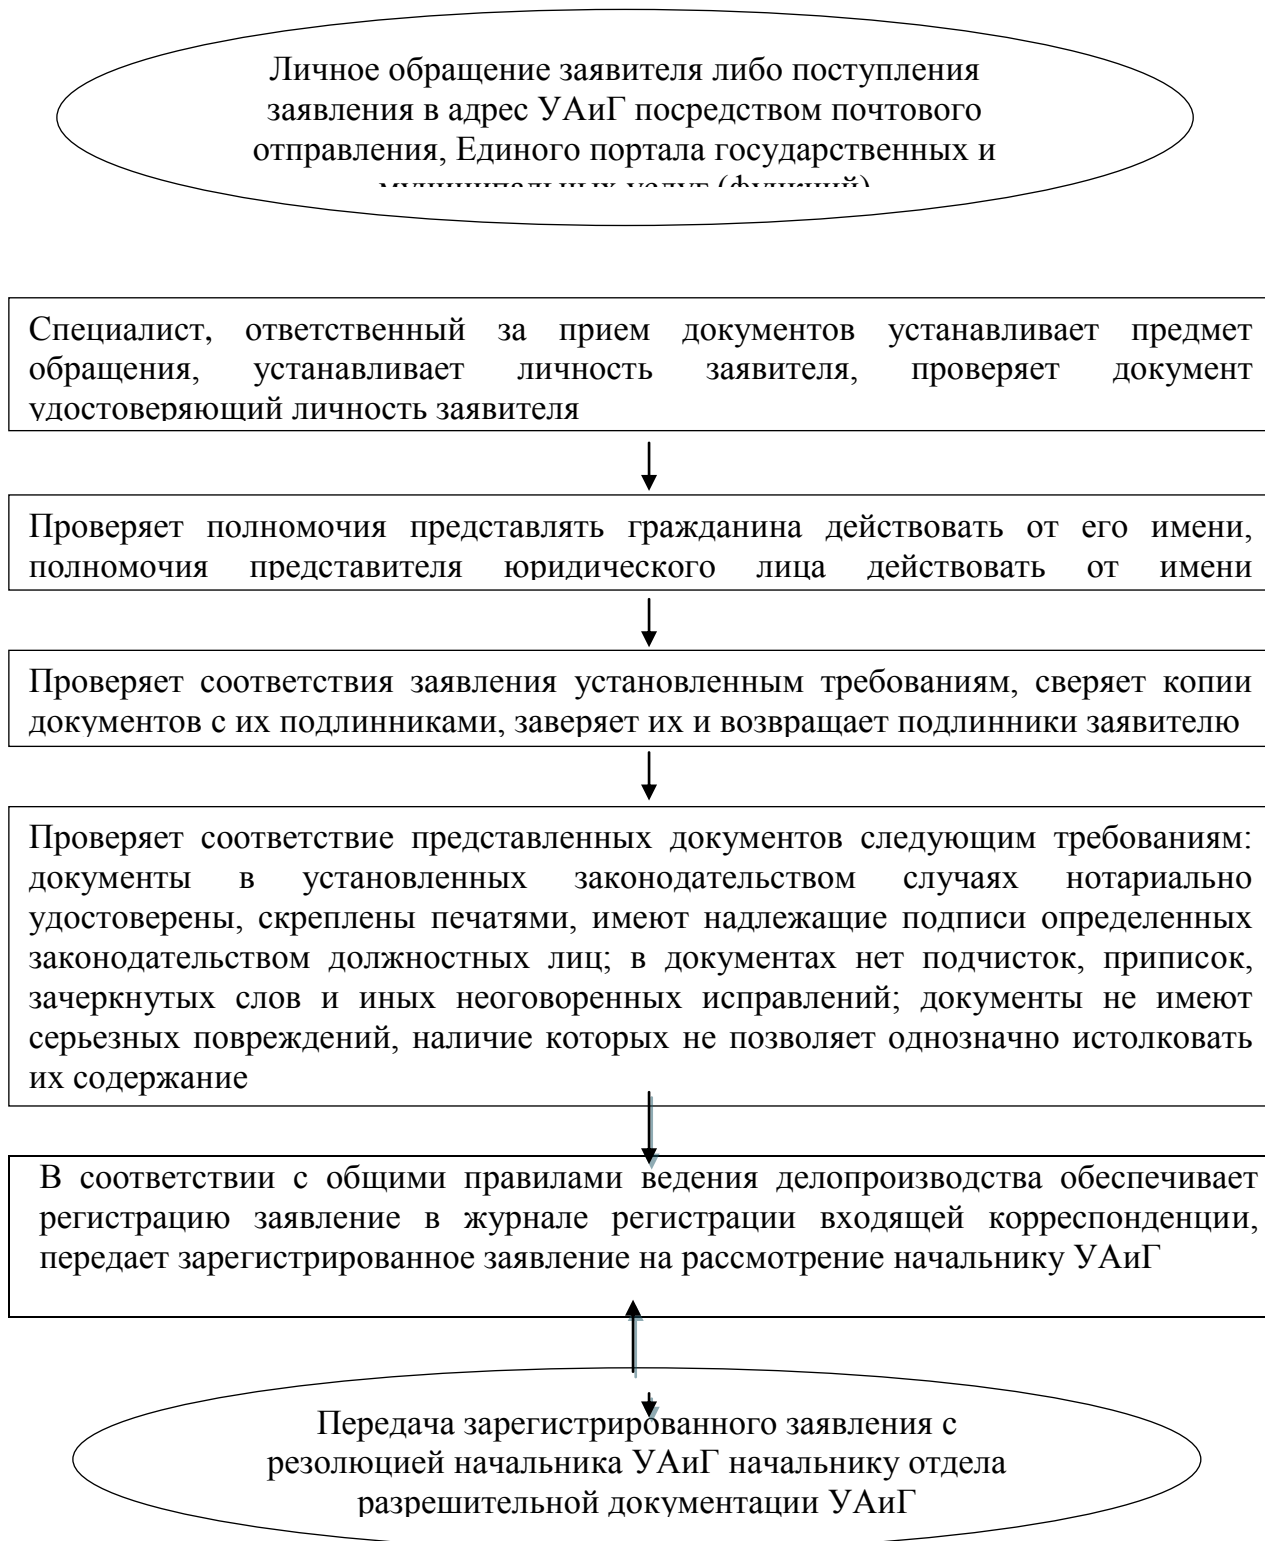 Личное обращение заявителя либо поступления
заявления в адрес УАиГ посредством почтового
отправления, Единого портала государственных и
муниципальных услуг (функций)
Специалист, ответственный за прием документов устанавливает предмет
обращения, устанавливает личность заявителя, проверяет документ
удостоверяющий личность заявителя
Проверяет полномочия представлять гражданина действовать от его имени,
полномочия представителя юридического лица действовать от имени
Проверяет соответствия заявления установленным требованиям, сверяет копии
документов с их подлинниками, заверяет их и возвращает подлинники заявителю
Проверяет соответствие представленных документов следующим требованиям:
документы в установленных законодательством случаях нотариально
удостоверены, скреплены печатями, имеют надлежащие подписи определенных
законодательством должностных лиц; в документах нет подчисток, приписок,
зачеркнутых слов и иных неоговоренных исправлений; документы не имеют
серьезных повреждений, наличие которых не позволяет однозначно истолковать
их содержание
В соответствии с общими правилами ведения делопроизводства обеспечивает
регистрацию заявление в журнале регистрации входящей корреспонденции,
передает зарегистрированное заявление на рассмотрение начальнику УАиГ
Передача зарегистрированного заявления с
резолюцией начальника УАиГ начальнику отдела
разрешительной документации УАиГ